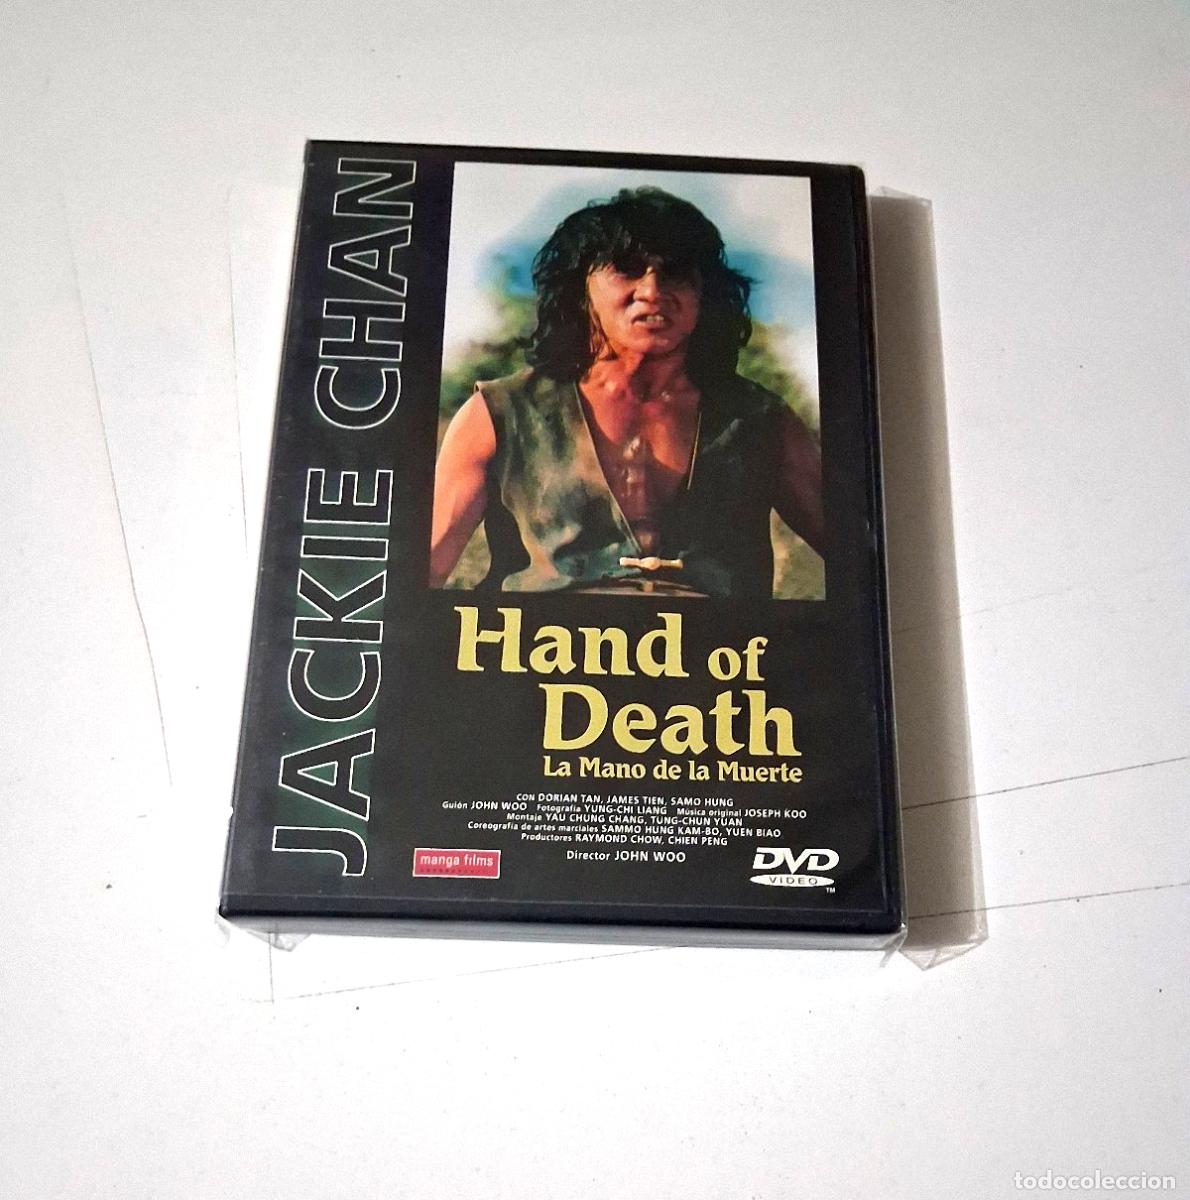 JACKIE CHAN
Hand of
Death
La Mano de la Muerte
CON DORIAN TAN, JAMES TIEN, SAMO HUNG
Guión JOHN WOO Fotografía YUNG-CHI LIANG Música original JOSEPH KOO
Montaje YAU CHUNG CHANG, TUNG-CHUN YUAN
Coreografía de artes marciales SAMMO HUNG KAM-BO, YUEN BIAO
Productores RAYMOND CHOW, CHIEN PENG
Director JOHN WOO
manga films
DVD
VIDEO
TM
todocoleccion